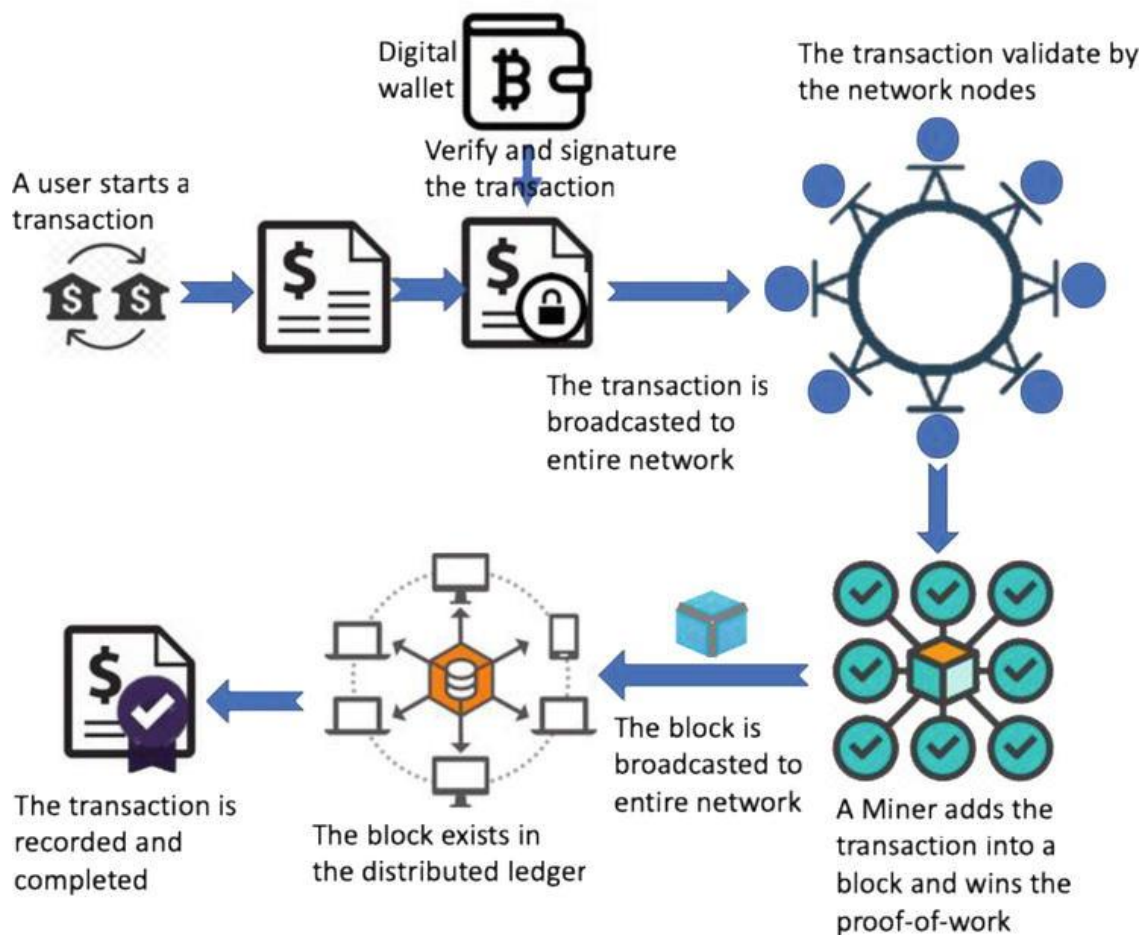 Digital
wallet
Verify and signature
the transaction
A user starts a
transaction
$ $
$
$
The transaction validate by
the network nodes
The transaction is
broadcasted to
entire network
A Miner adds the
transaction into a
block and wins the
proof-of-work
The block is
broadcasted to
entire network
The block exists in
the distributed ledger
$
The transaction is
recorded and
completed